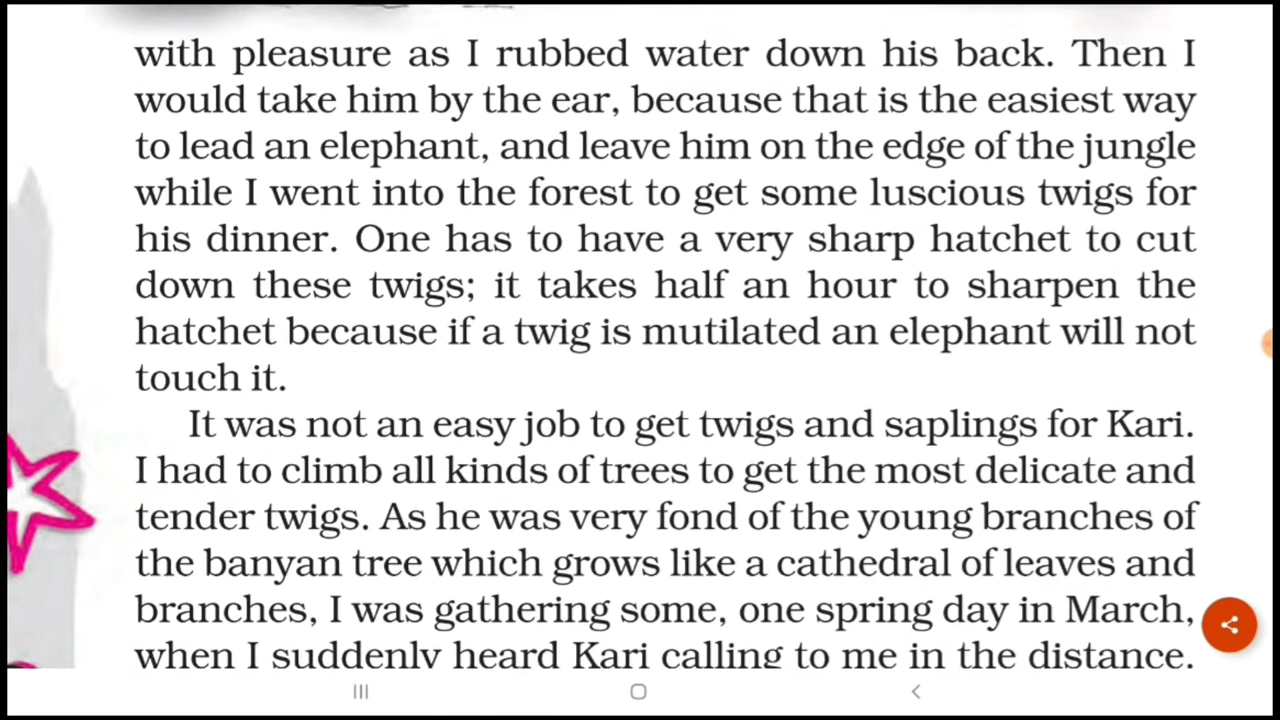 with pleasure as I rubbed water down his back. Then I
would take him by the ear, because that is the easiest way
to lead an elephant, and leave him on the edge of the jungle
while I went into the forest to get some luscious twigs for
his dinner. One has to have a very sharp hatchet to cut
down these twigs; it takes half an hour to sharpen the
hatchet because if a twig is mutilated an elephant will not
touch it.
It was not an easy job to get twigs and saplings for Kari.
I had to climb all kinds of trees to get the most delicate and
tender twigs. As he was very fond of the young branches of
the banyan tree which grows like a cathedral of leaves and
branches, I was gathering some, one spring day in March,
when I suddenly heard Kari calling to me in the distance.